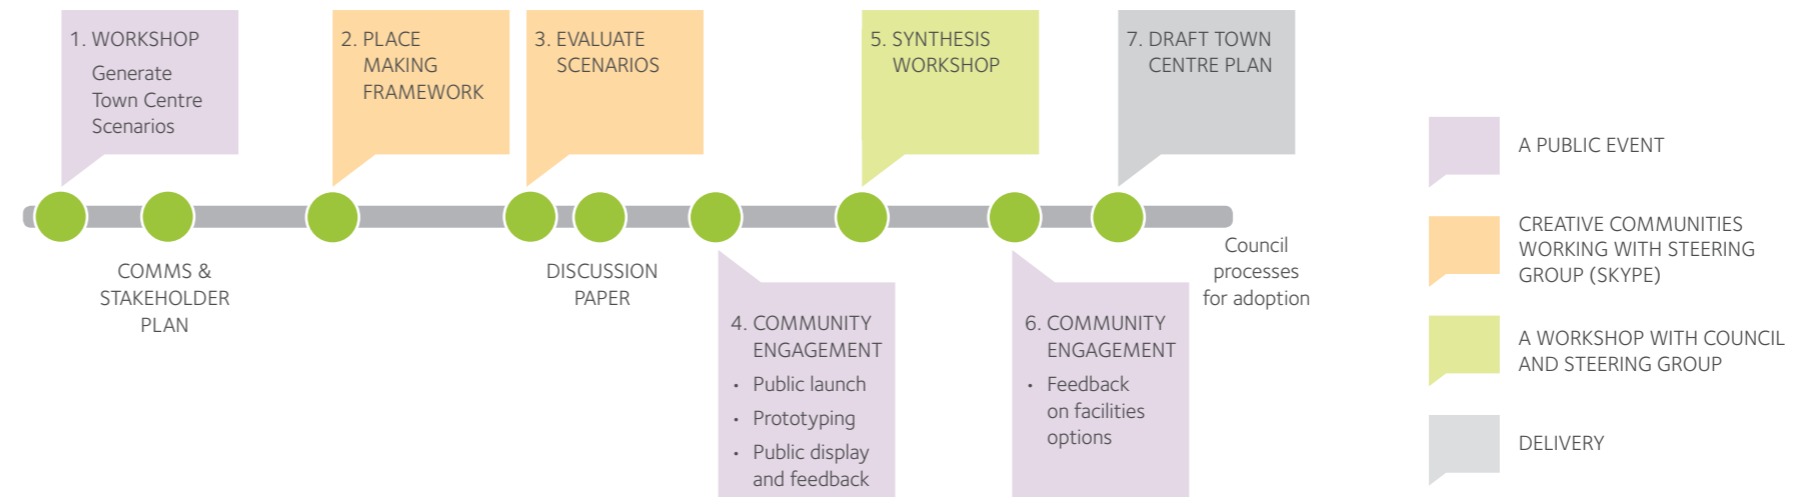 1. WORKSHOP
Generate
Town Centre
Scenarios
2. PLACE
MAKING
FRAMEWORK
3. EVALUATE
SCENARIOS
5. SYNTHESIS
WORKSHOP
7. DRAFT TOWN
CENTRE PLAN
COMMS &
STAKEHOLDER
PLAN
DISCUSSION
PAPER
4. COMMUNITY
ENGAGEMENT
• Public launch
• Prototyping
• Public display
and feedback
6. COMMUNITY
ENGAGEMENT
• Feedback
on facilities
options
Council
processes
for adoption
A PUBLIC EVENT
CREATIVE COMMUNITIES
WORKING WITH STEERING
GROUP (SKYPE)
A WORKSHOP WITH COUNCIL
AND STEERING GROUP
DELIVERY